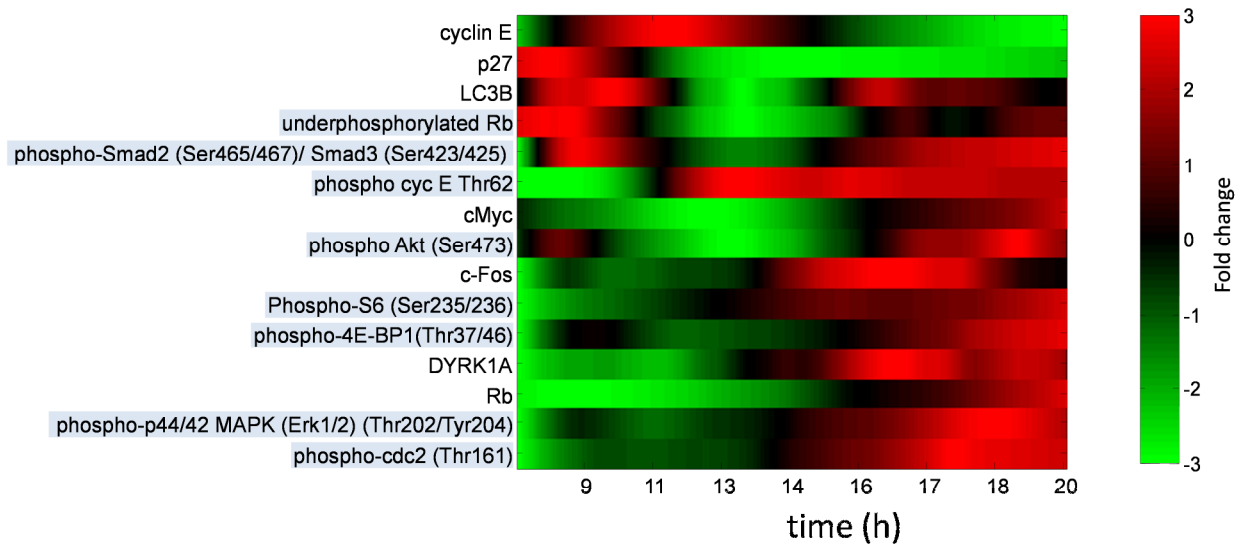 cyclin E
p27
LC3B
underphosphorylated Rb
phospho-Smad2 (Ser465/467)/ Smad3 (Ser423/425)
phospho cyc E Thr62
cMyc
phospho Akt (Ser473)
c-Fos
Phospho-S6 (Ser235/236)
phospho-4E-BP1(Thr37/46)
DYRK1A
Rb
phospho-p44/42 MAPK (Erk1/2) (Thr202/Tyr204)
phospho-cdc2 (Thr161)
9 11 13 14 16 17 18 20
time (h)
3
2
1
0
-1
-2
-3
Fold change